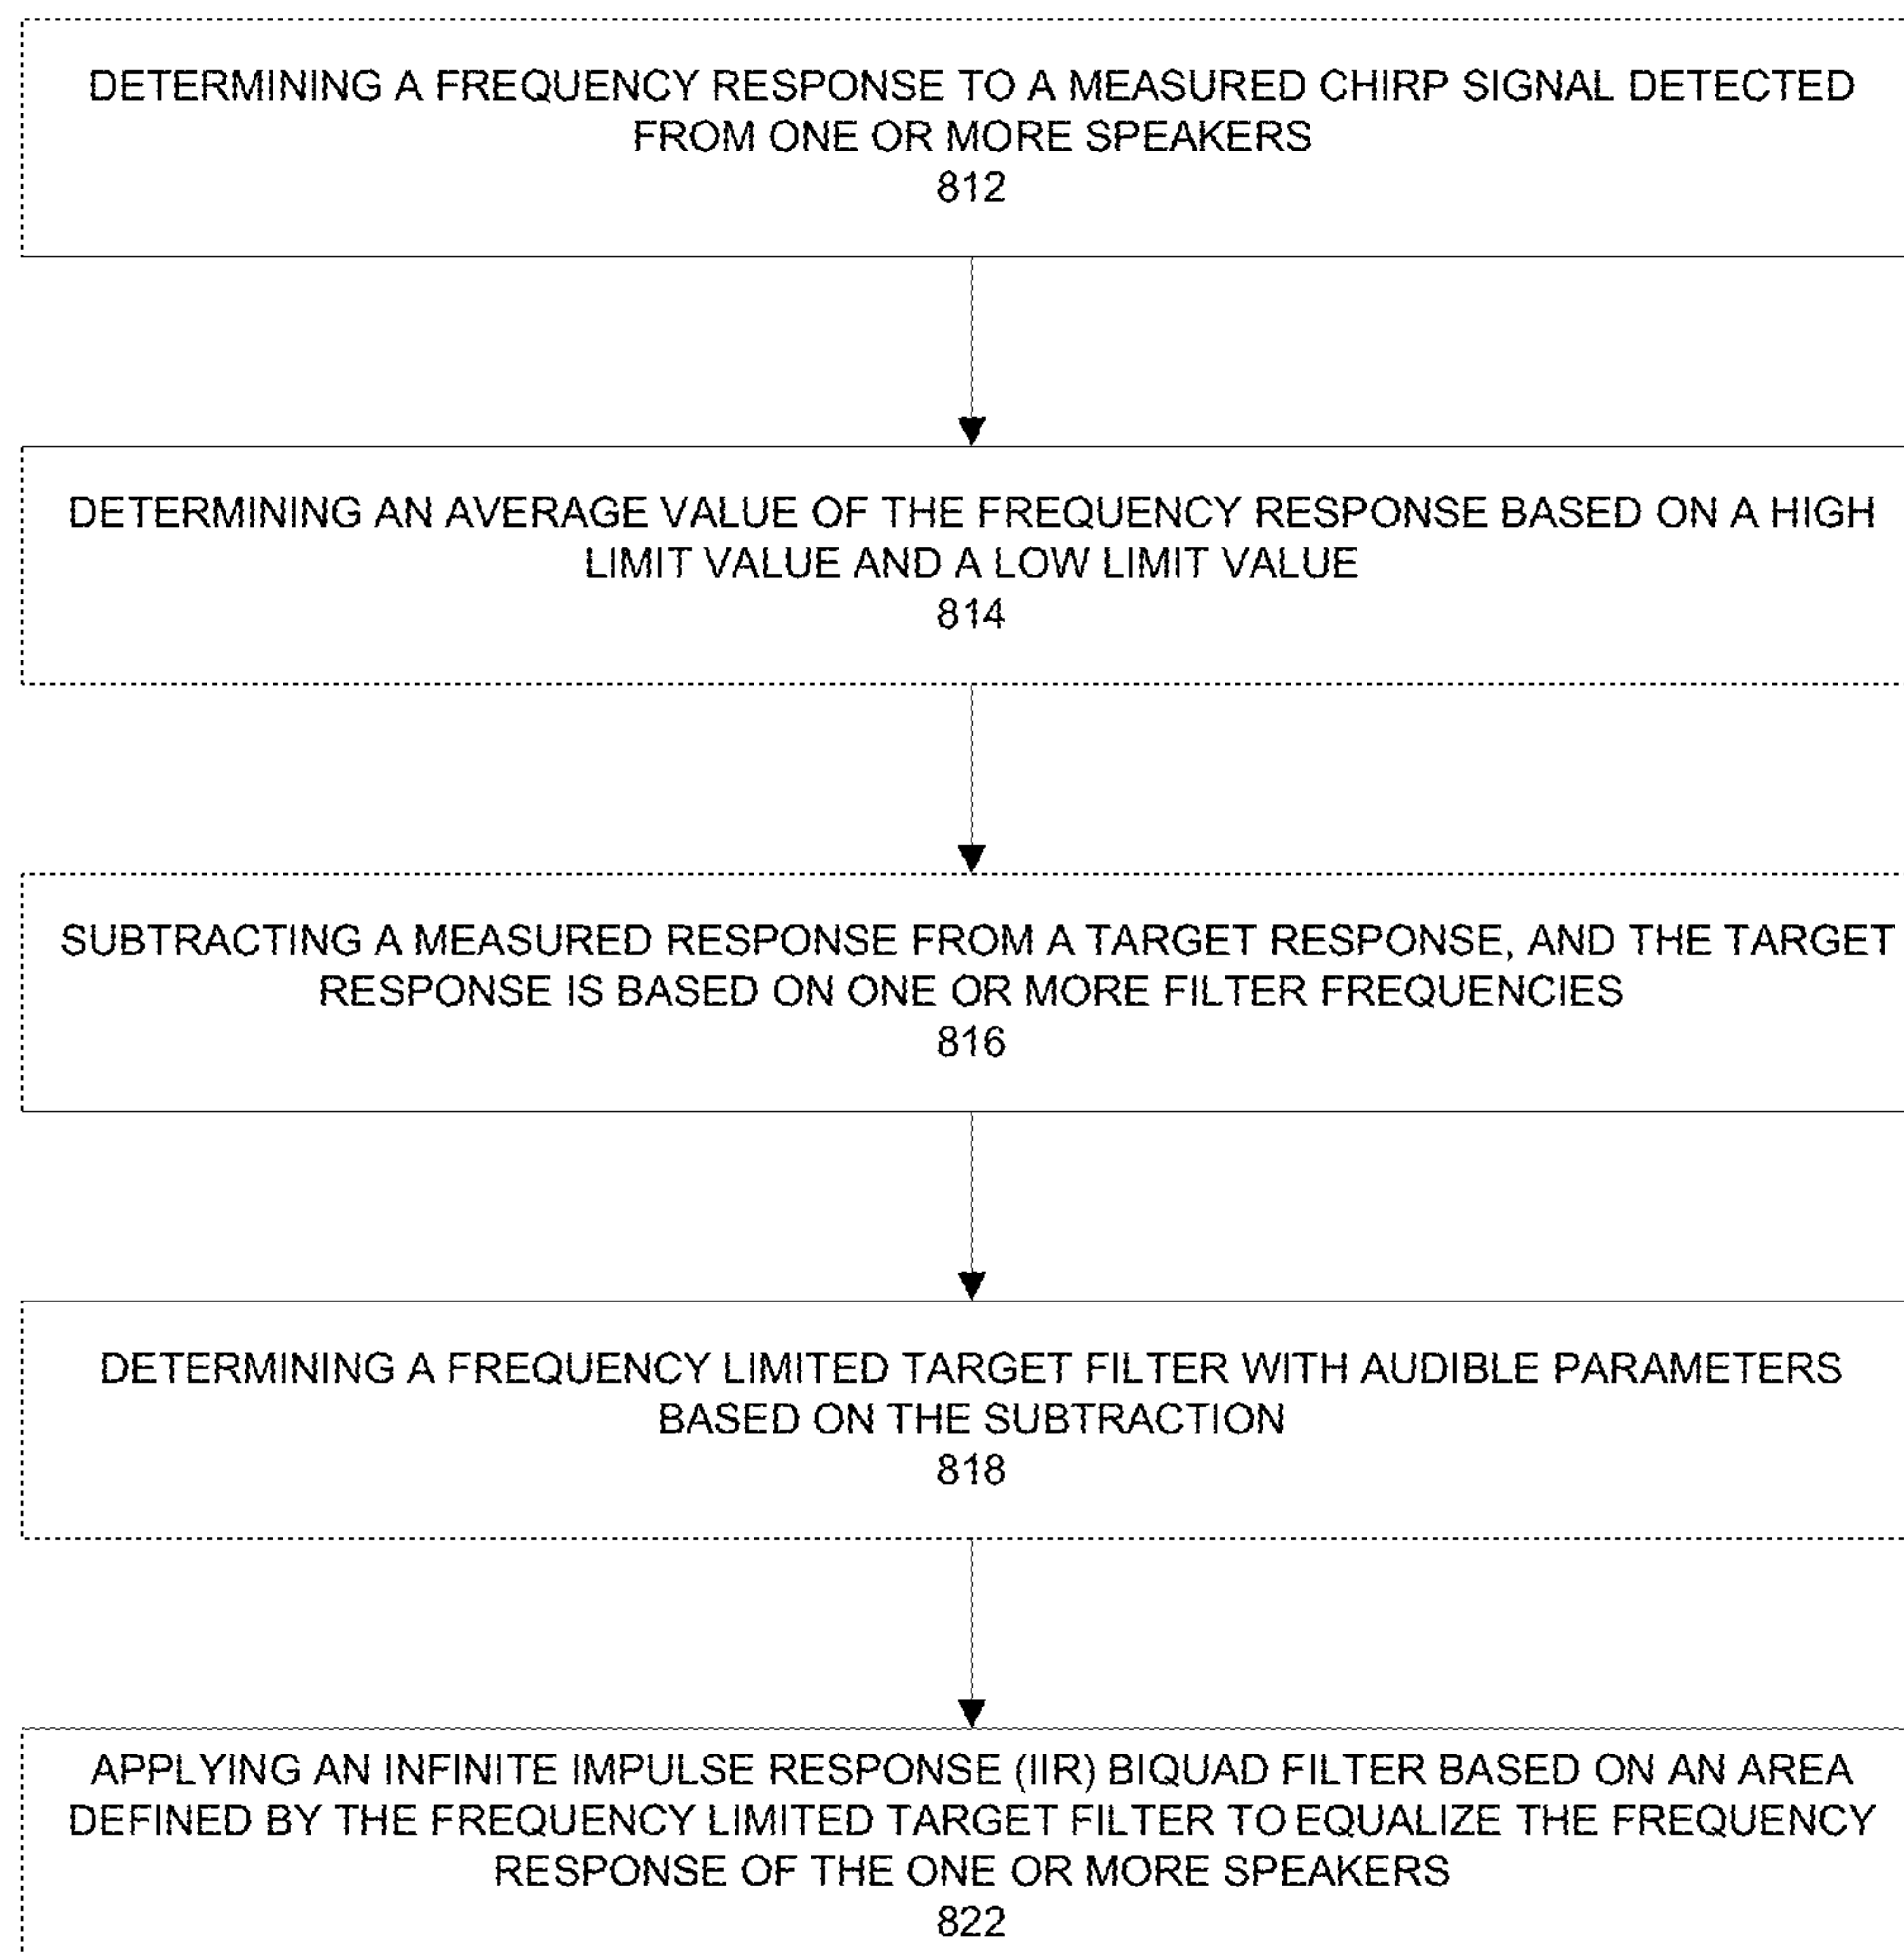 DETERMINING A FREQUENCY RESPONSE TO A MEASURED CHIRP SIGNAL DETECTED
FROM ONE OR MORE SPEAKERS
812
DETERMINING AN AVERAGE VALUE OF THE FREQUENCY RESPONSE BASED ON A HIGH
LIMIT VALUE AND A LOW LIMIT VALUE
814
SUBTRACTING A MEASURED RESPONSE FROM A TARGET RESPONSE, AND THE TARGET
RESPONSE IS BASED ON ONE OR MORE FILTER FREQUENCIES
816
DETERMINING A FREQUENCY LIMITED TARGET FILTER WITH AUDIBLE PARAMETERS
BASED ON THE SUBTRACTION
818
APPLYING AN INFINITE IMPULSE RESPONSE (IIR) BIQUAD FILTER BASED ON AN AREA
DEFINED BY THE FREQUENCY LIMITED TARGET FILTER TO EQUALIZE THE FREQUENCY
RESPONSE OF THE ONE OR MORE SPEAKERS
822